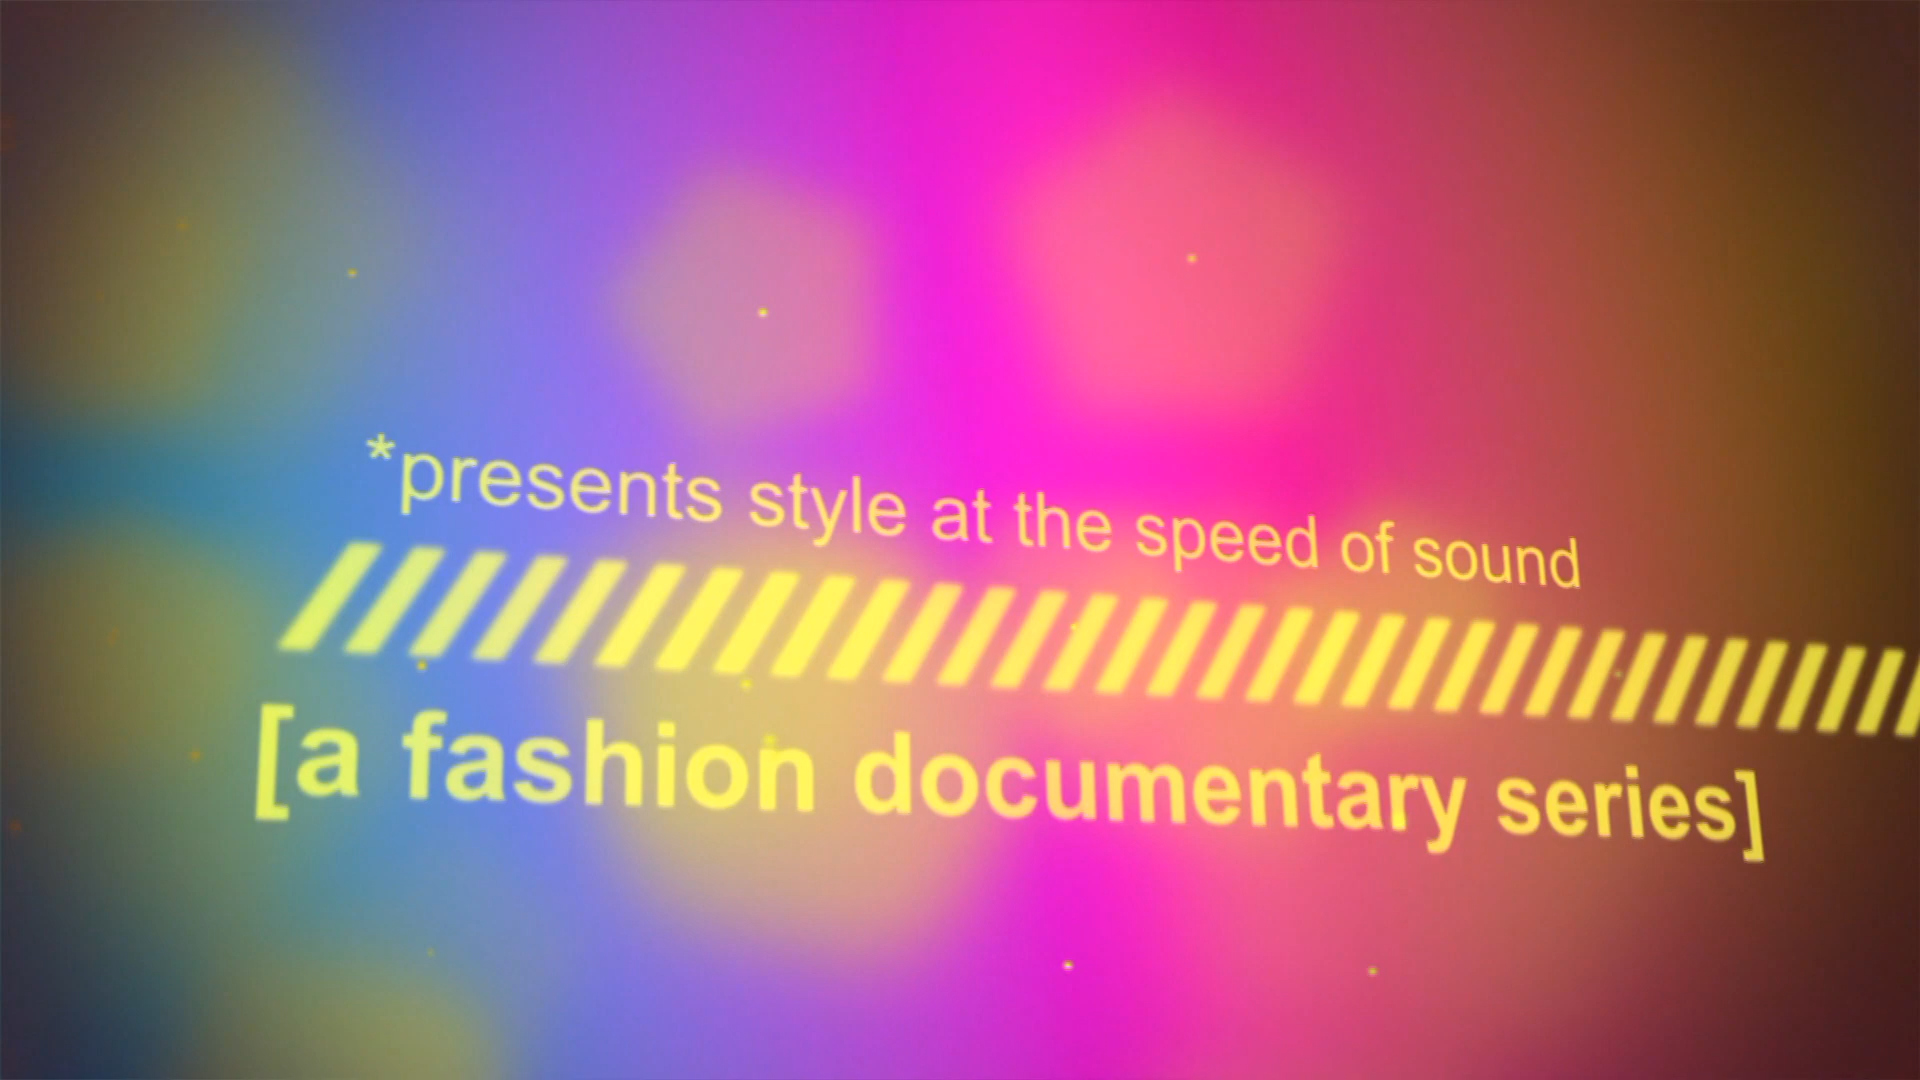 *presents style at the speed of sound
[a fashion documentary series]